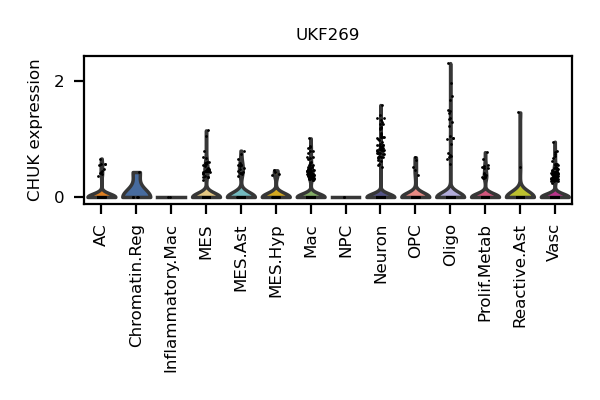 UKF269
CHUK expression
2
0
AC
Chromatin.Reg
Inflammatory.Mac
MES
MES.Ast
MES.Hyp
Mac
NPC
Neuron
OPC
Oligo
Prolif.Metab
Reactive.Ast
Vasc